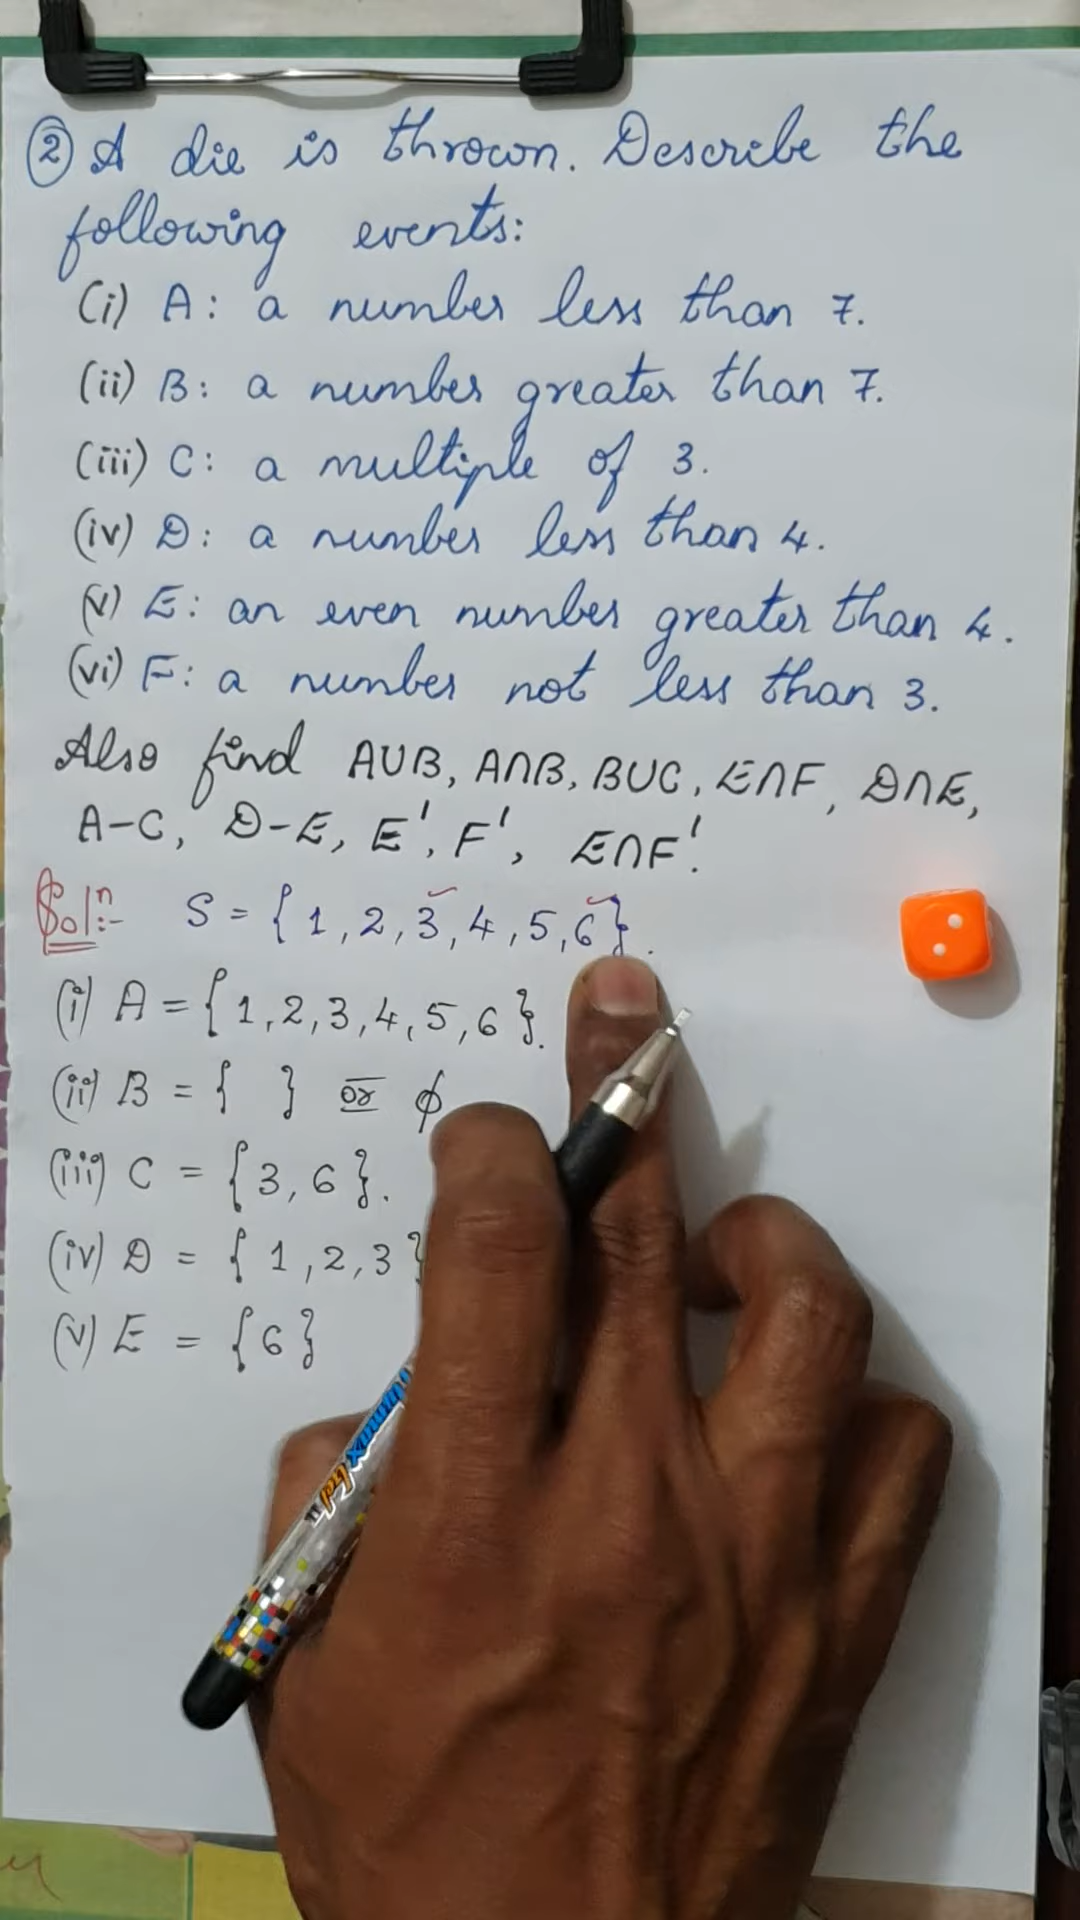 ② A die is thrown. Describe the
following events:
(i) A: a number less than 7.
(ii) B: a number greater than 7.
(iii) C: a multiple of 3.
(iv) D: a number less than 4.
(v) E: an even number greater than 4.
(vi) F: a number not less than 3.
Also find A∪B, A∩B, B∪C, E∩F, D∩E,
A-C, D-E, E', F', E∩F'.
Solⁿ:- S = {1,2,3,4,5,6}.
(i) A = {1,2,3,4,5,6}.
(ii) B = { } or ϕ
(iii) C = {3,6}.
(iv) D = {1,2,3}
(v) E = {6}